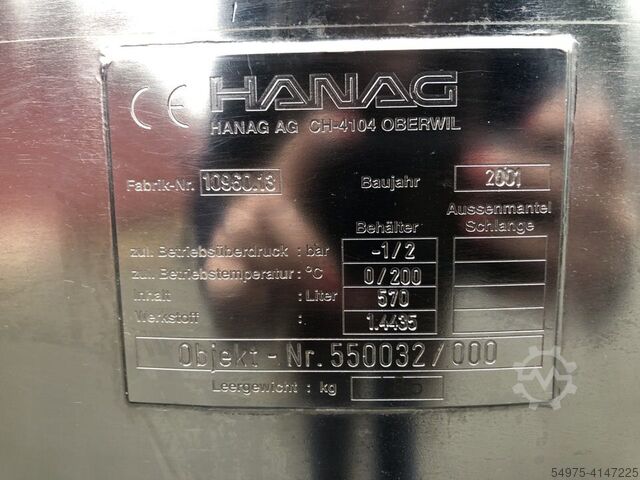 CE HANAG
HANAG AG CH-4104 OBERWIL
Fabrik-Nr. 10960.13 Baujahr 2001
Behälter Aussenmantel Schlange
zul. Betriebsüberdruck : bar -1/2
zul. Betriebstemperatur : °C 0/200
Inhalt : Liter 570
Werkstoff : 1.4435
Objekt - Nr. 550032/000
Leergewicht : kg
54975-4147225